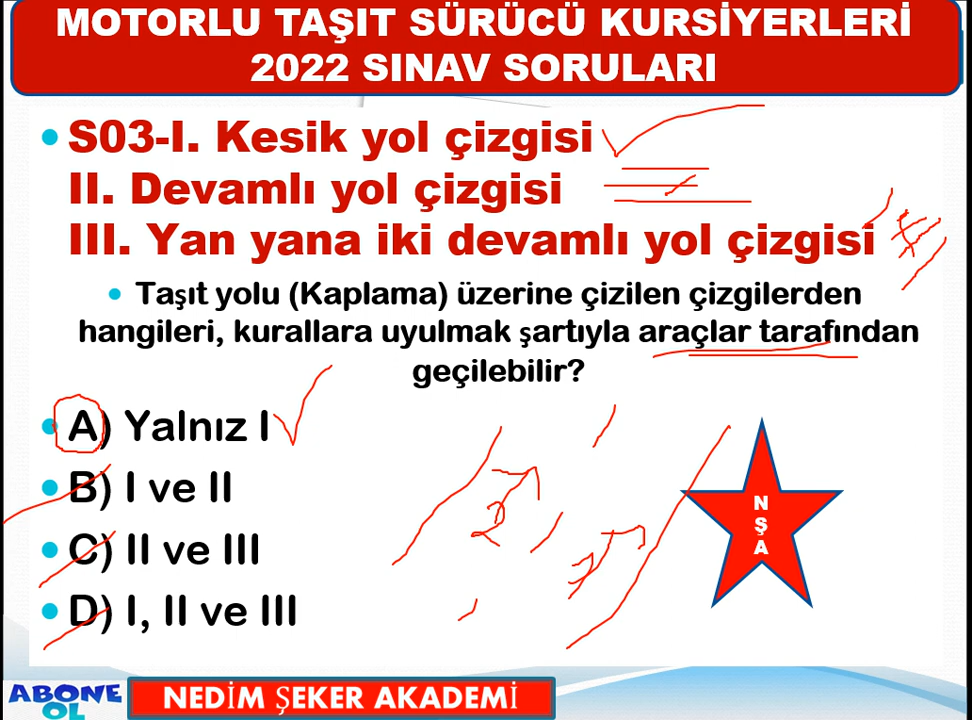 MOTORLU TAŞIT SÜRÜCÜ KURSİYERLERİ
2022 SINAV SORULARI
S03-I. Kesik yol çizgisi
II. Devamlı yol çizgisi
III. Yan yana iki devamlı yol çizgisi
Taşıt yolu (Kaplama) üzerine çizilen çizgilerden
hangileri, kurallara uyulmak şartıyla araçlar tarafından
geçilebilir?
A) Yalnız I
B) I ve II
C) II ve III
D) I, II ve III
N
Ş
A
ABONE
OL
NEDİM ŞEKER AKADEMİ